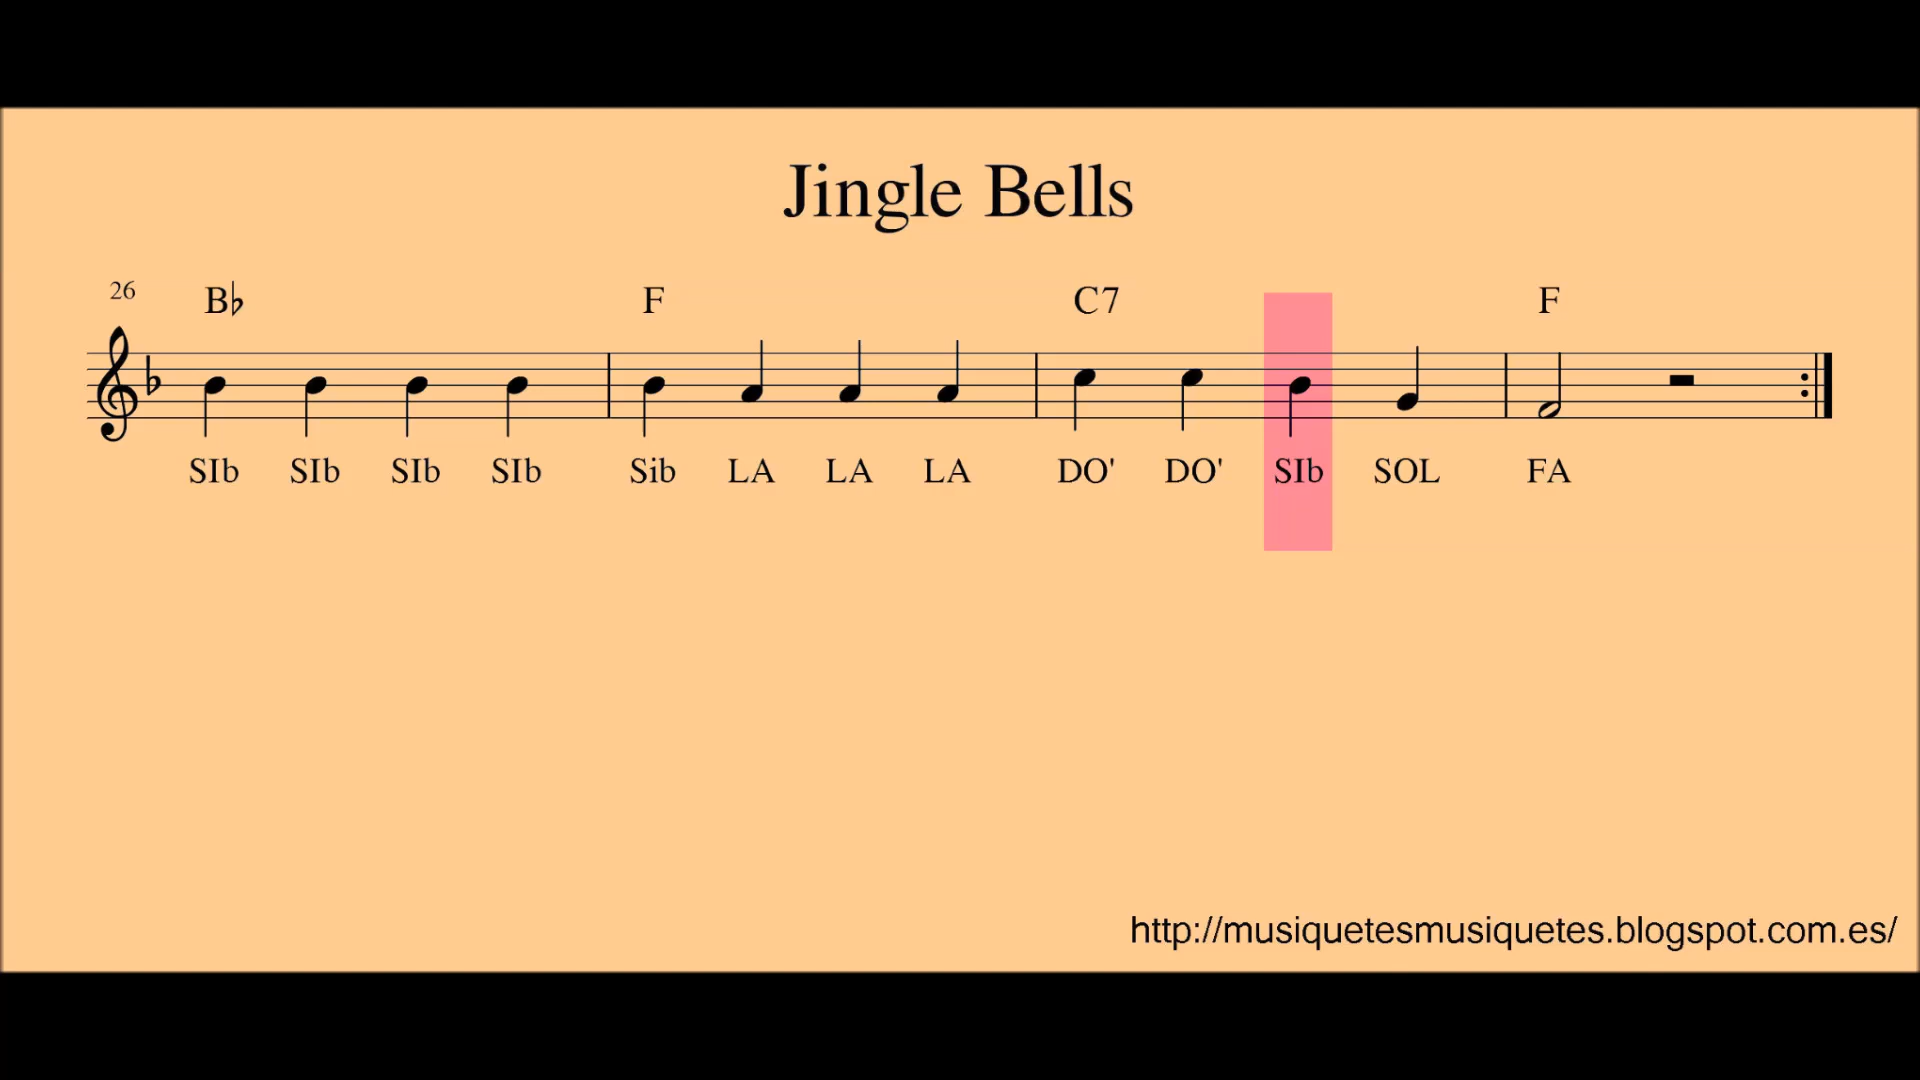 Jingle Bells
26 B♭ F C7 F
SIb SIb SIb SIb Sib LA LA LA DO' DO' SIb SOL FA
http://musiquetesmusiquetes.blogspot.com.es/